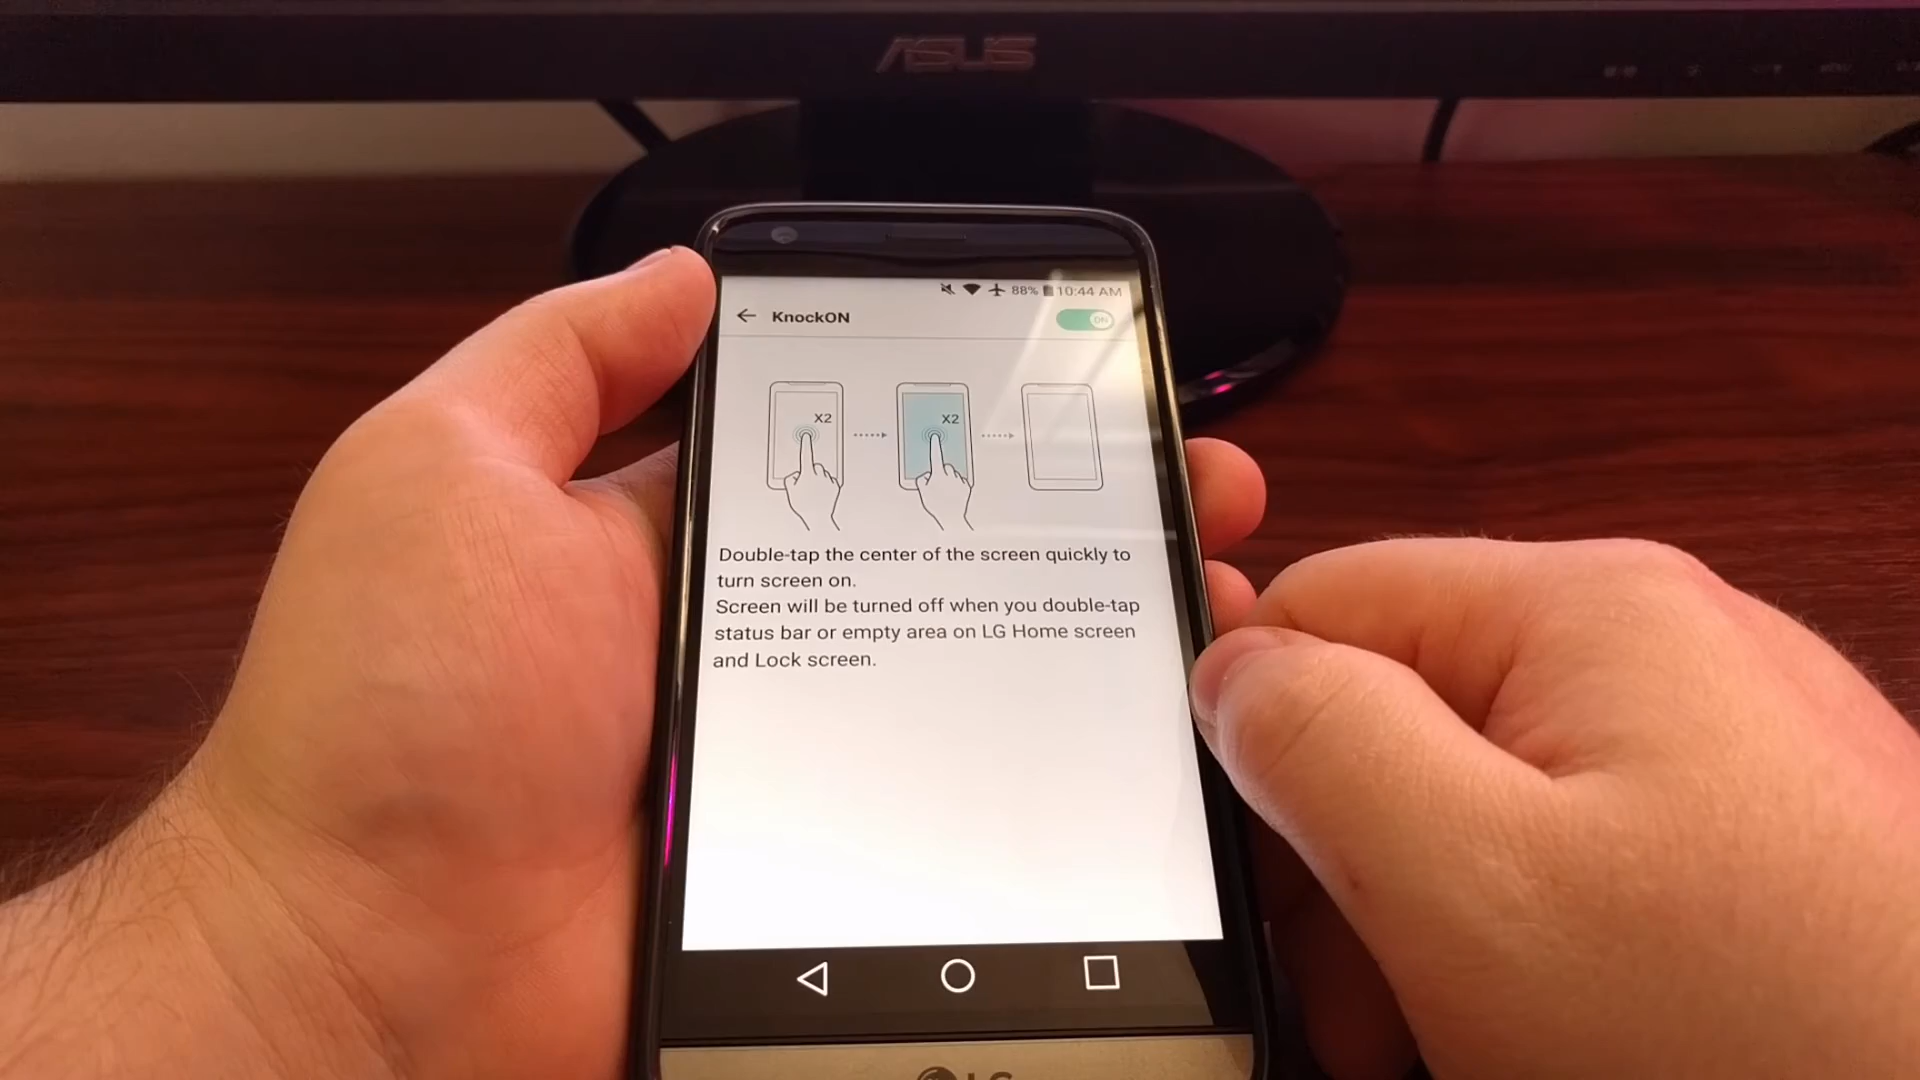 ASUS
88% 10:44 AM
KnockON
ON
X2
X2
Double-tap the center of the screen quickly to
turn screen on.
Screen will be turned off when you double-tap
status bar or empty area on LG Home screen
and Lock screen.
LG